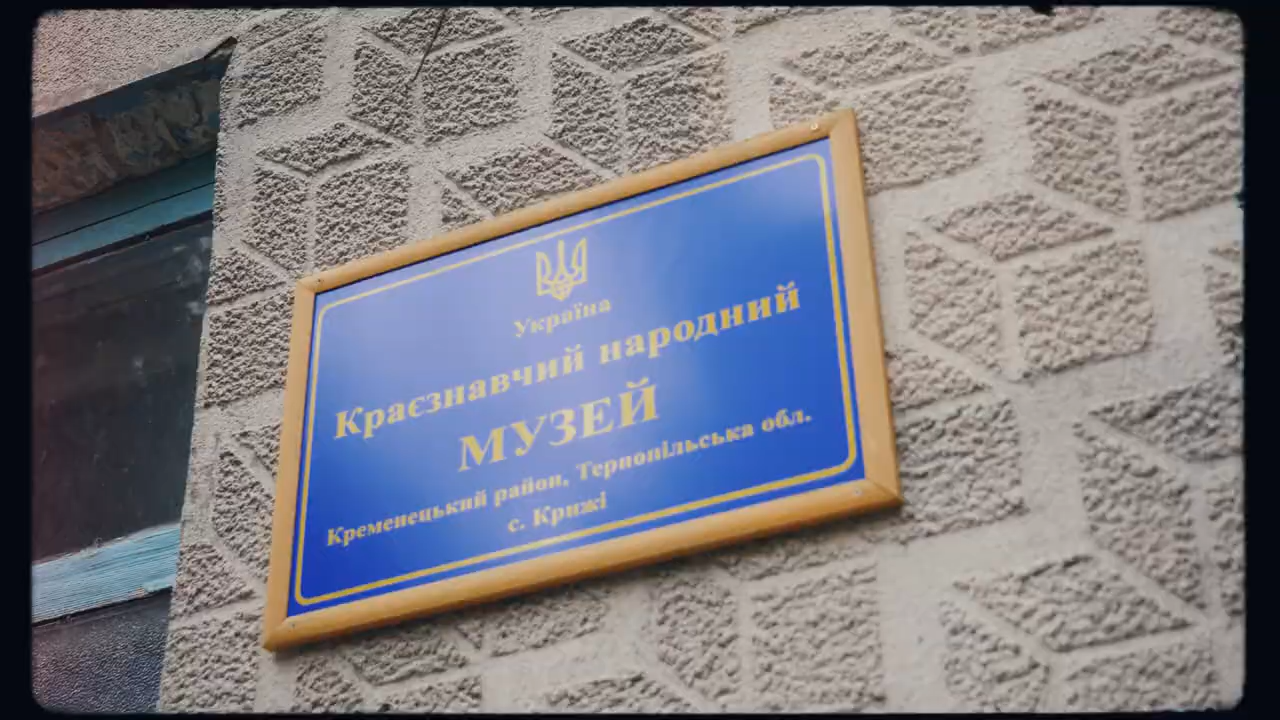 Україна
Краєзнавчий народний
МУЗЕЙ
Кременецький район, Тернопільська обл.
с. Крижі